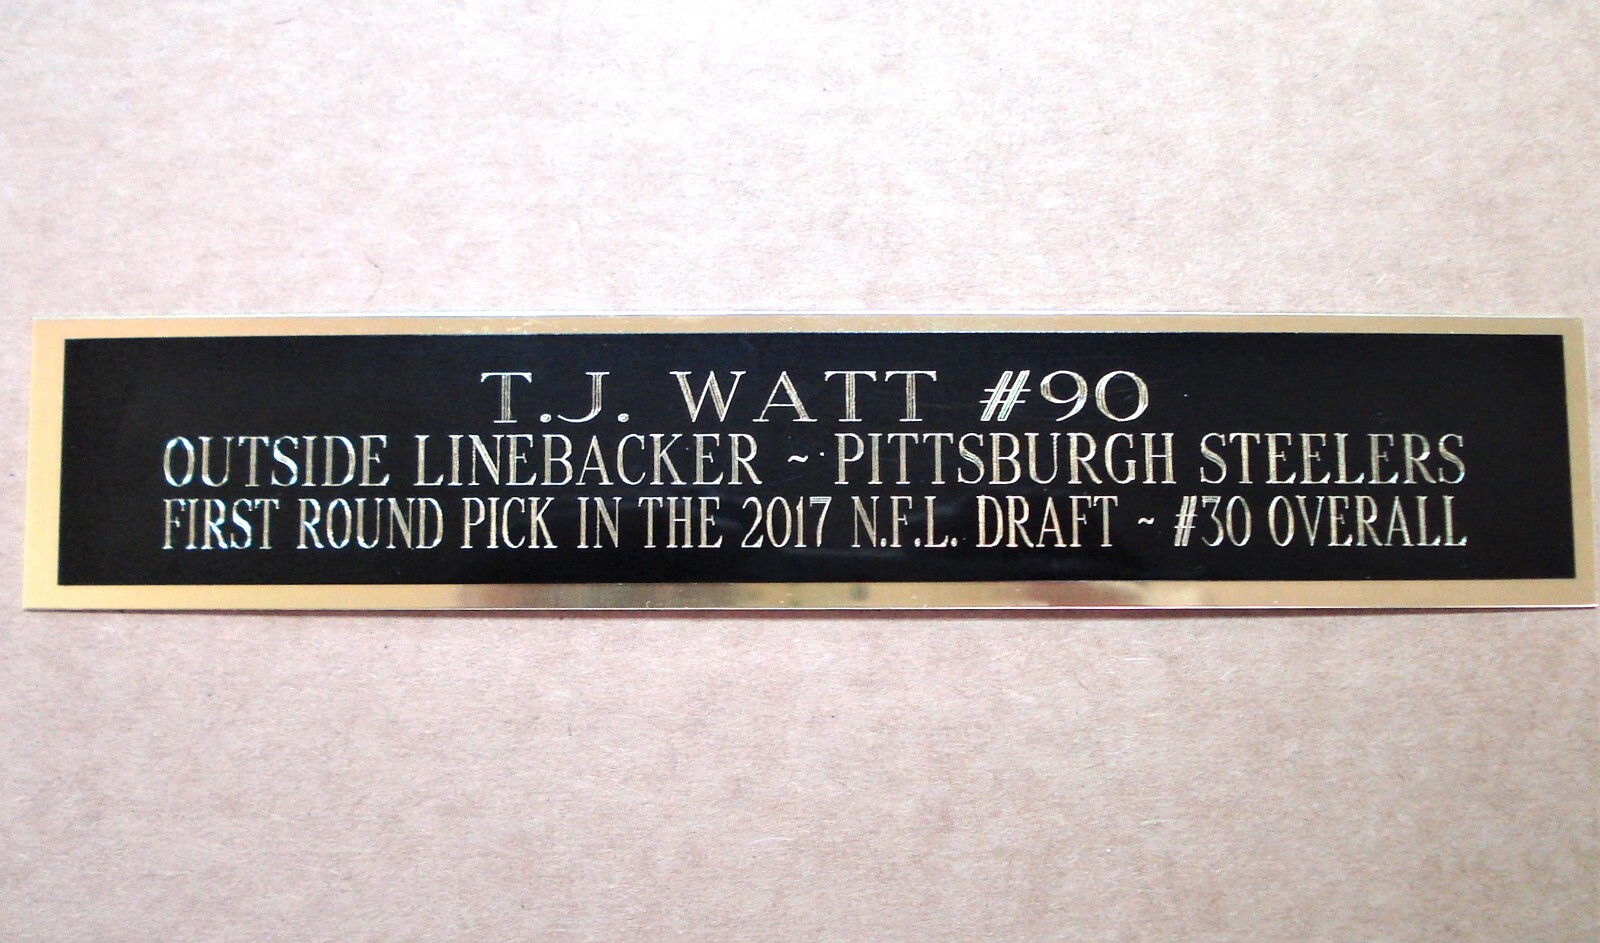 T.J. WATT #90
OUTSIDE LINEBACKER ~ PITTSBURGH STEELERS
FIRST ROUND PICK IN THE 2017 N.F.L. DRAFT ~ #30 OVERALL